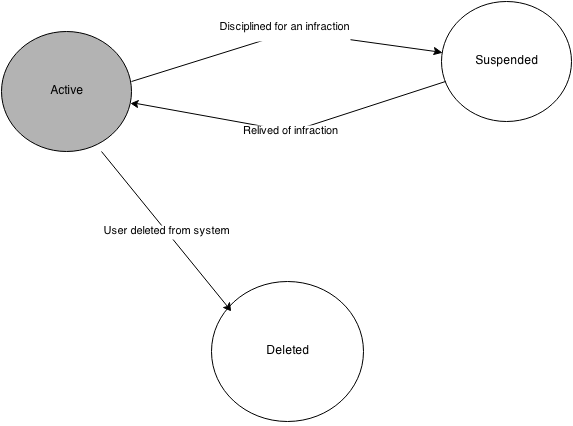 Disciplined for an infraction
Suspended
Active
Relived of infraction
User deleted from system
Deleted